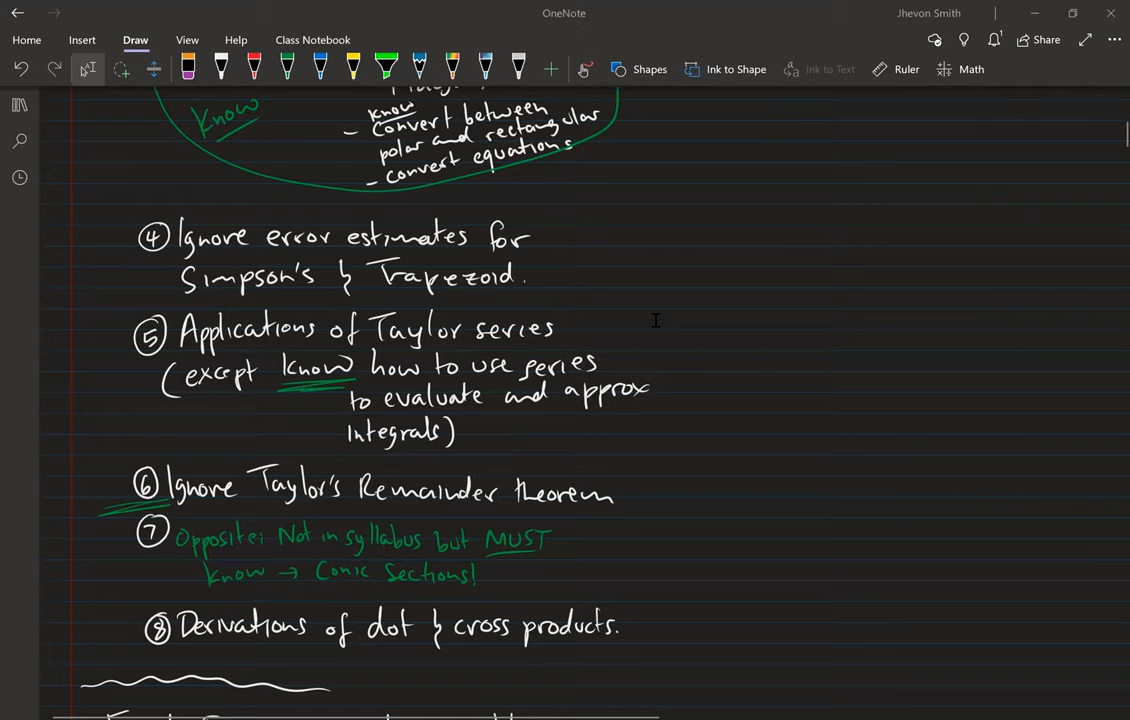 OneNote
Jhevon Smith
Home Insert Draw View Help Class Notebook
Share
Shapes Ink to Shape Ink to Text Ruler Math
Know
know
- Convert between
polar and rectangular
- convert equations
④ Ignore error estimates for
Simpson's & Trapezoid.
⑤ Applications of Taylor series
(except know how to use series
to evaluate and approx
integrals)
⑥ Ignore Taylor's Remainder theorem
⑦ Opposite: Not in syllabus but MUST
know → Conic Sections!
⑧ Derivations of dot & cross products.